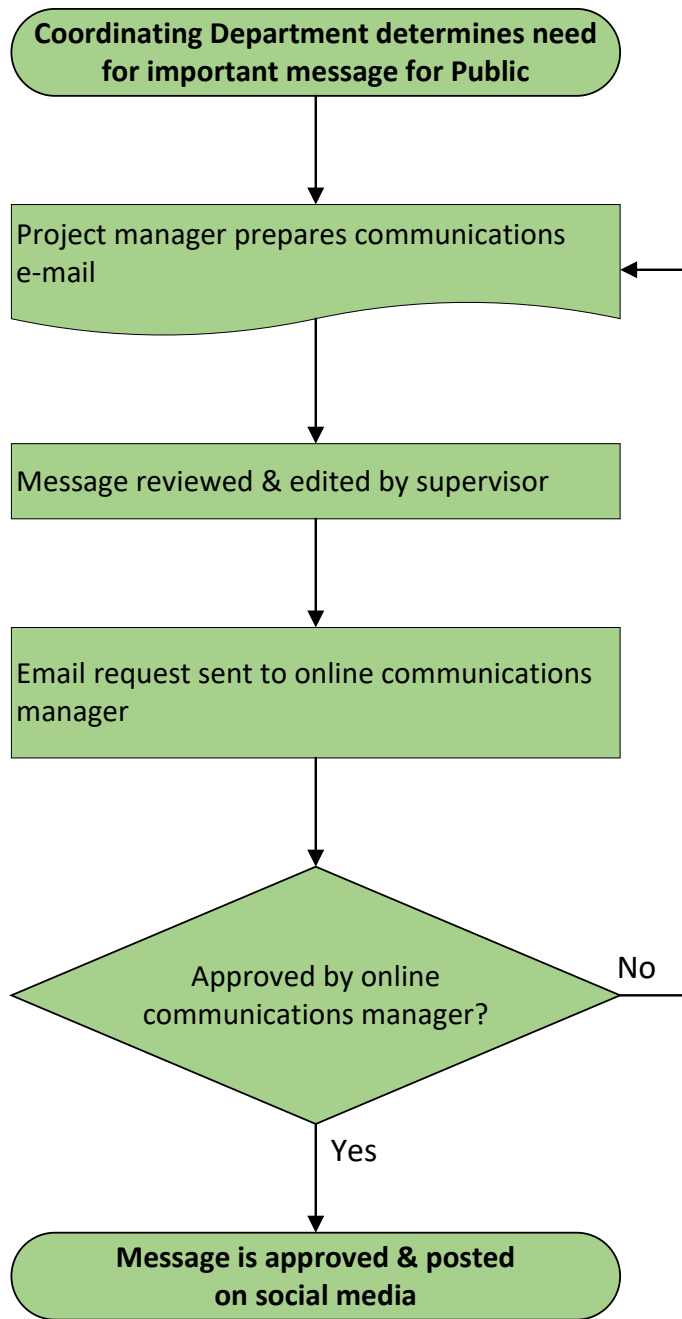 Coordinating Department determines need
for important message for Public
Project manager prepares communications
e-mail
Message reviewed & edited by supervisor
Email request sent to online communications
manager
Approved by online
communications manager?
No
Yes
Message is approved & posted
on social media